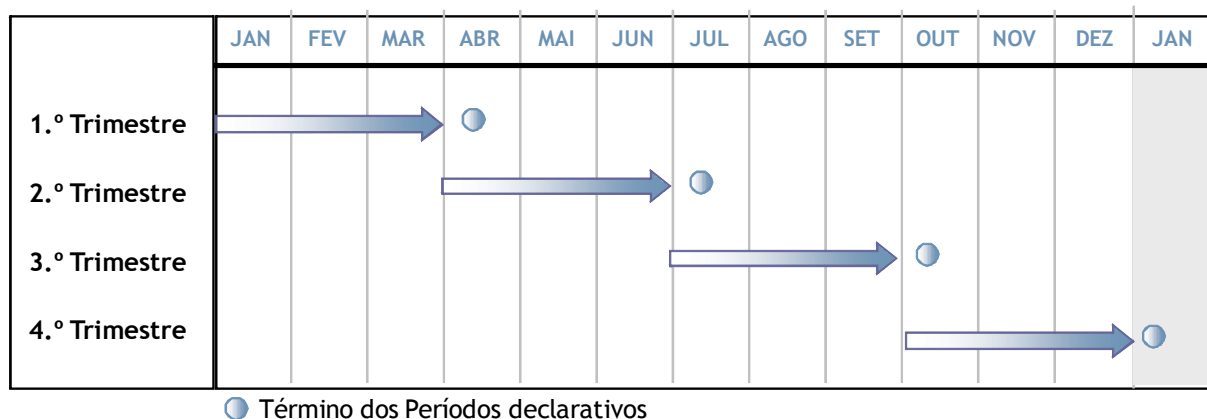 JAN FEV MAR ABR MAI JUN JUL AGO SET OUT NOV DEZ JAN
1.º Trimestre
2.º Trimestre
3.º Trimestre
4.º Trimestre
Término dos Períodos declarativos